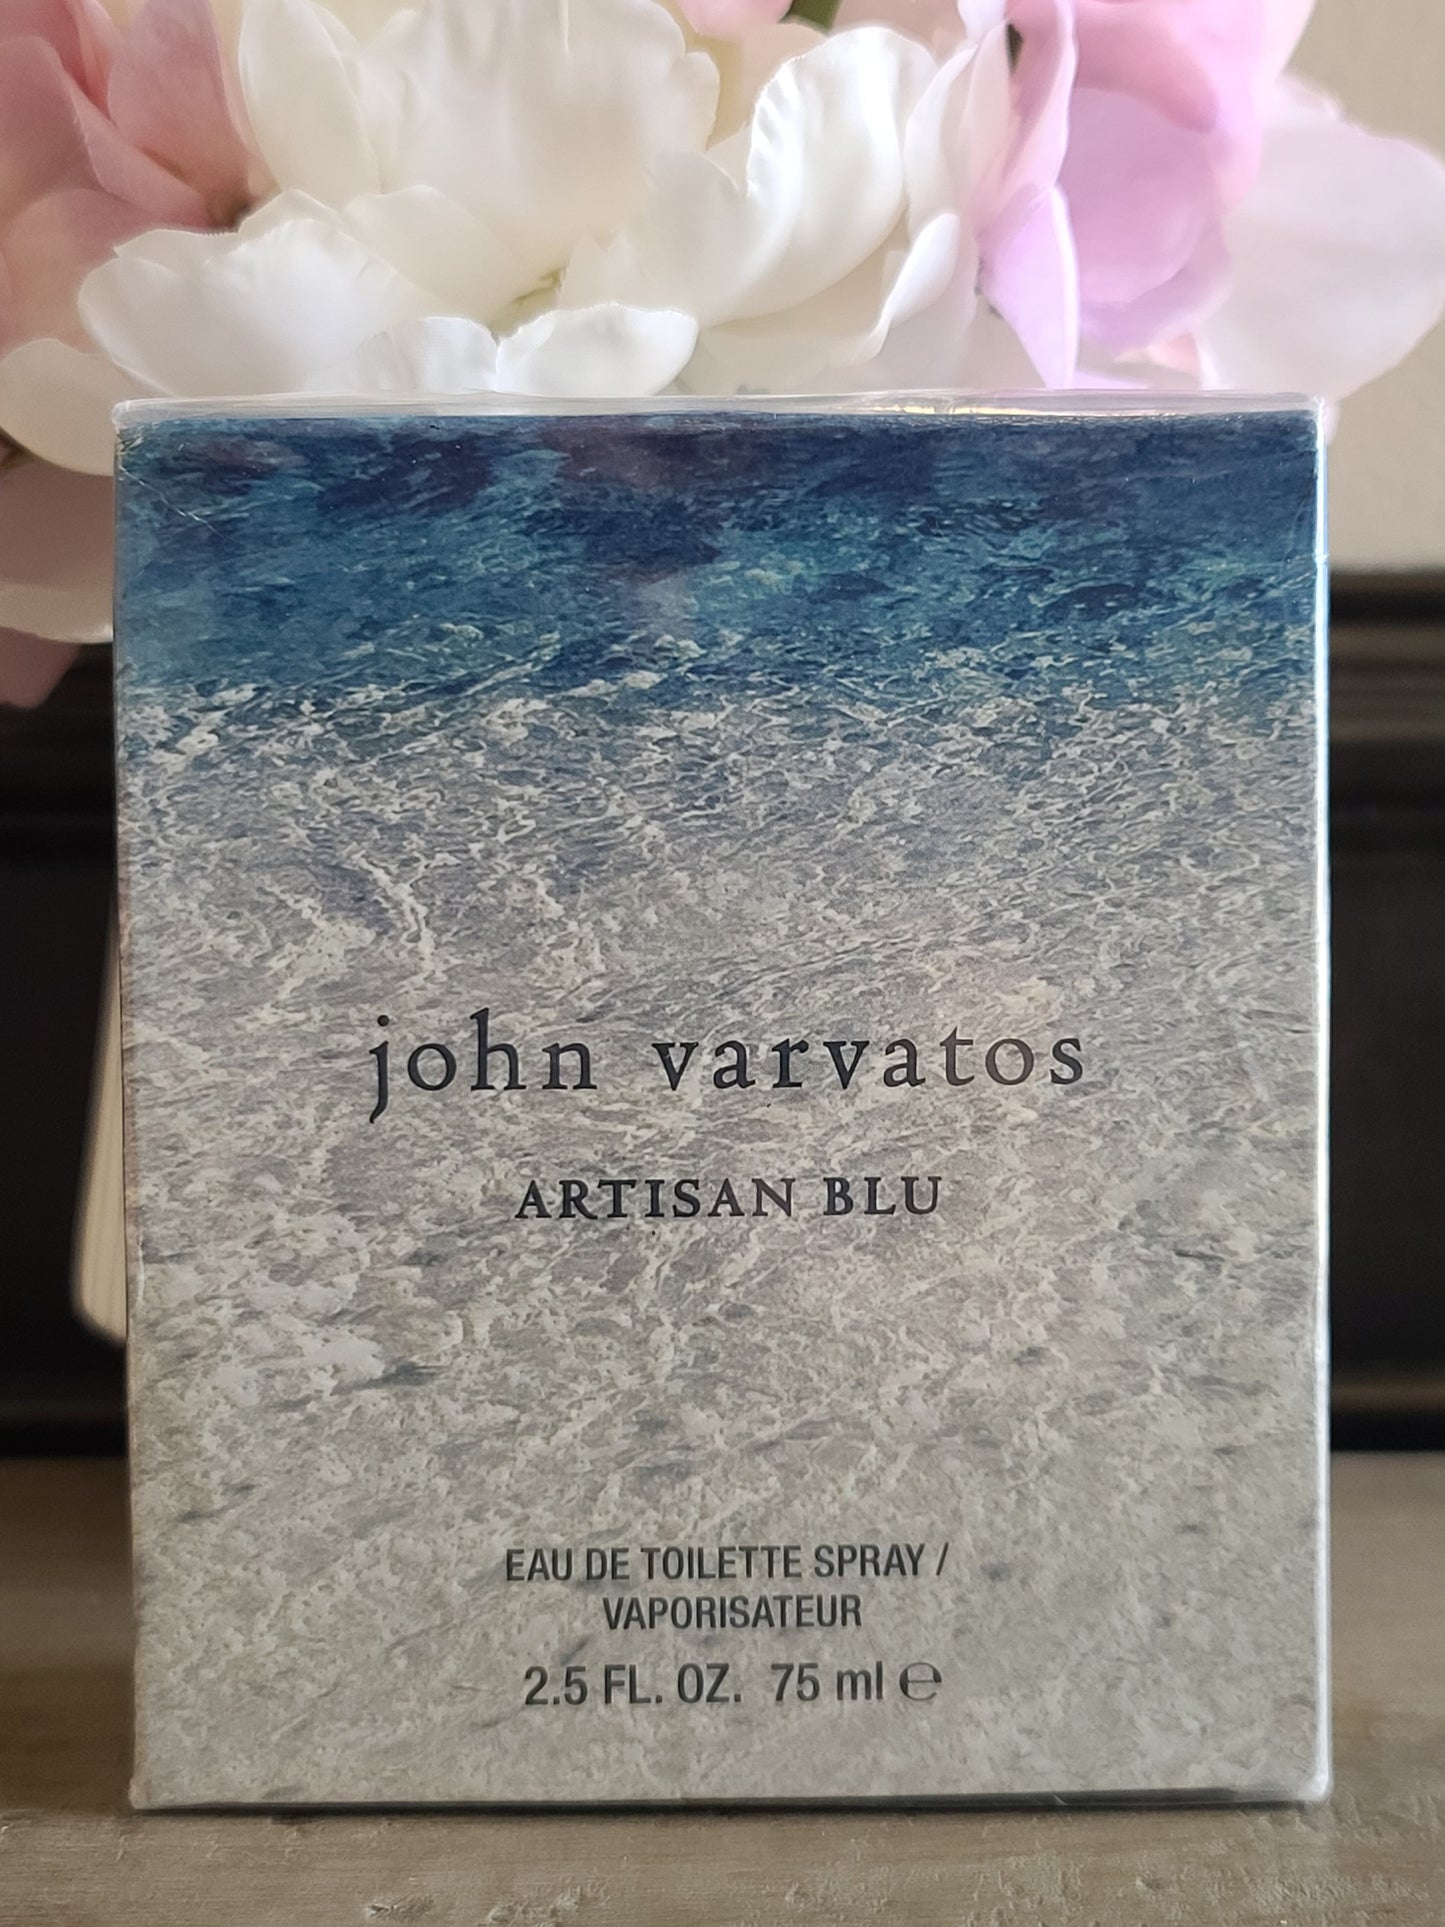 john varvatos
ARTISAN BLU
EAU DE TOILETTE SPRAY /
VAPORISATEUR
2.5 FL. OZ. 75 ml ℮